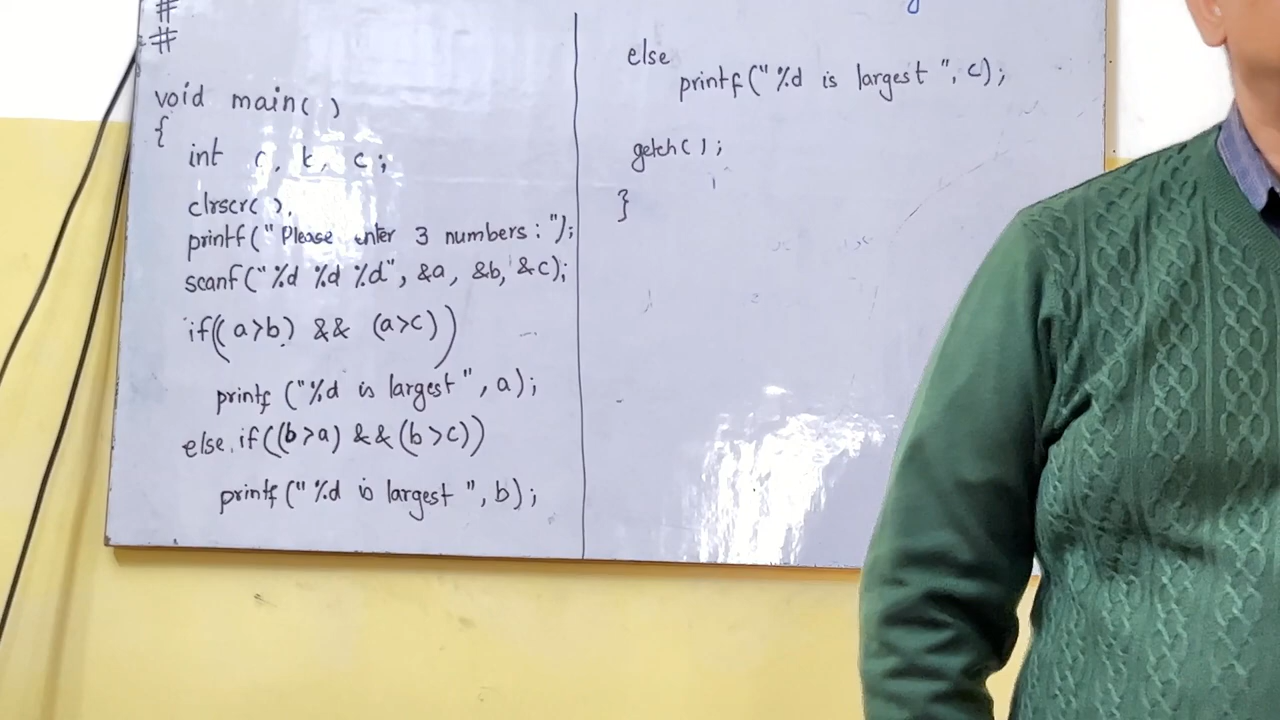 #
#
void main( )
{
int c, b, c ;
clrscr( );
printf(" Please enter 3 numbers : ");
scanf("%d %d %d", &a, &b, &c);
if((a>b) && (a>c))
printf ("%d is largest", a);
else if((b>a) && (b>c))
printf ("%d is largest ", b);
else
printf ("%d is largest ", c);
getch( );
}